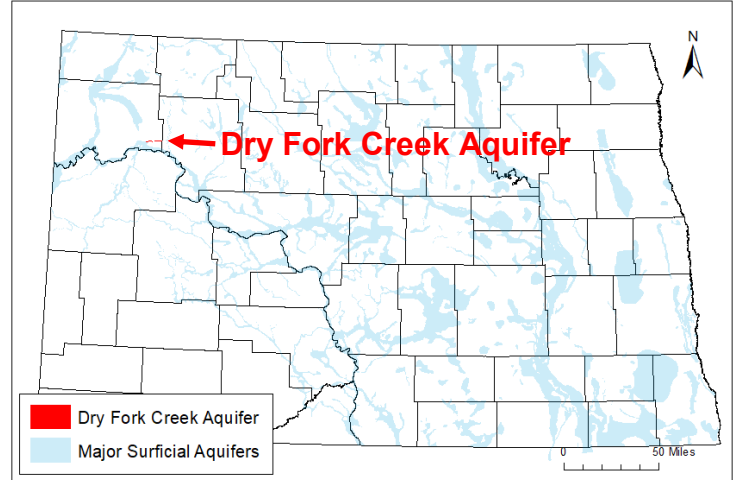 N
Dry Fork Creek Aquifer
Dry Fork Creek Aquifer
Major Surficial Aquifers
0 50 Miles